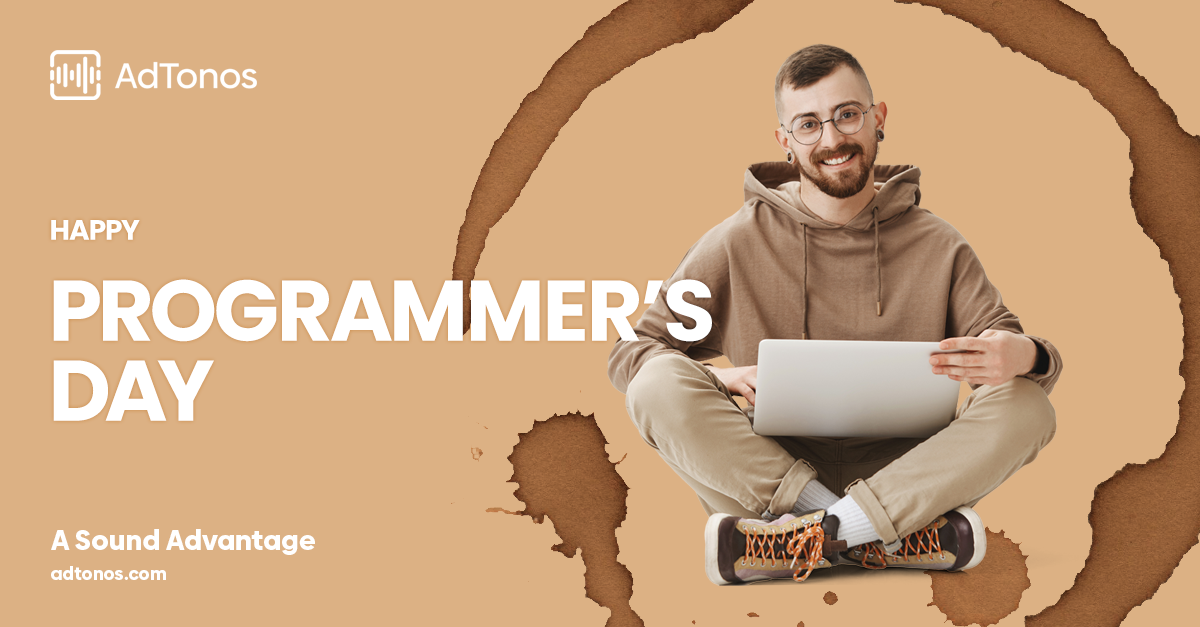 AdTonos
HAPPY
PROGRAMMER'S
DAY
A Sound Advantage
adtonos.com